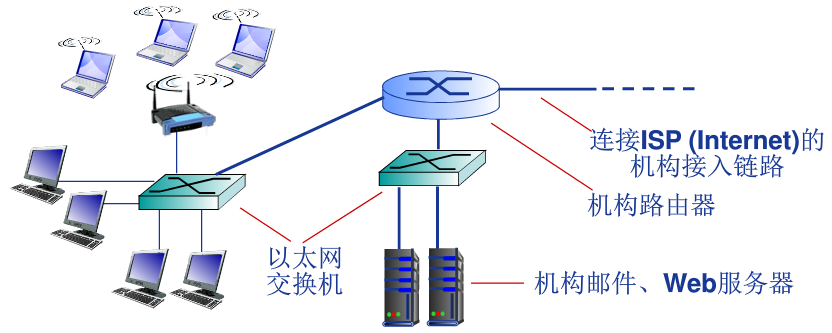 连接ISP (Internet)的
机构接入链路
机构路由器
以太网
交换机
机构邮件、Web服务器